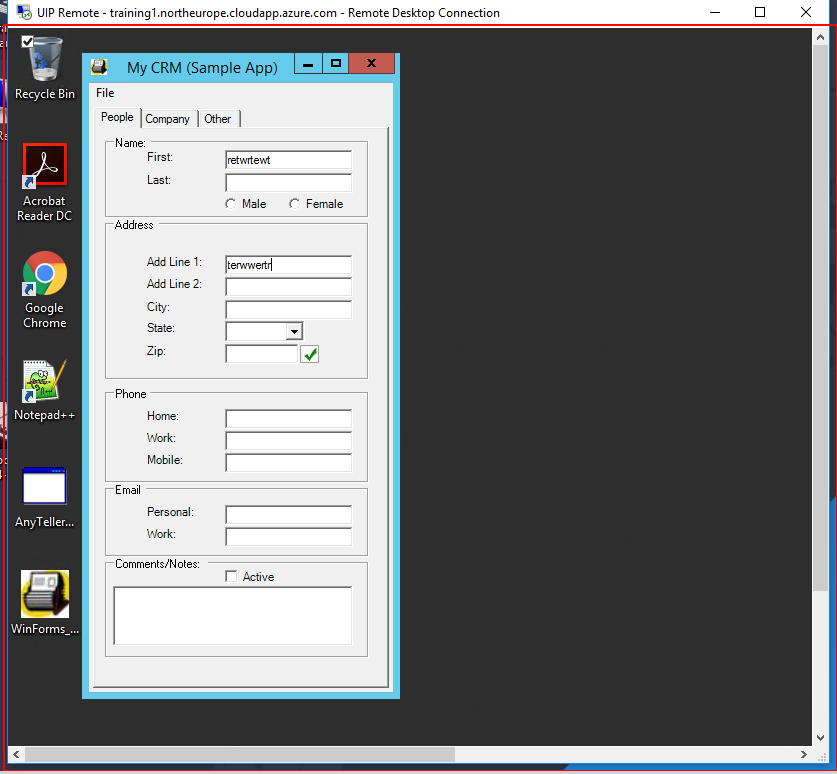 UIP Remote - training1.northeurope.cloudapp.azure.com - Remote Desktop Connection
Recycle Bin
Acrobat
Reader DC
Google
Chrome
Notepad++
AnyTeller...
WinForms_...
My CRM (Sample App)
File
People
Company
Other
Name:
First:
retwrtewt
Last:
Male
Female
Address
Add Line 1:
terwwertr
Add Line 2:
City:
State:
Zip:
Phone
Home:
Work:
Mobile:
Email
Personal:
Work:
Comments/Notes:
Active